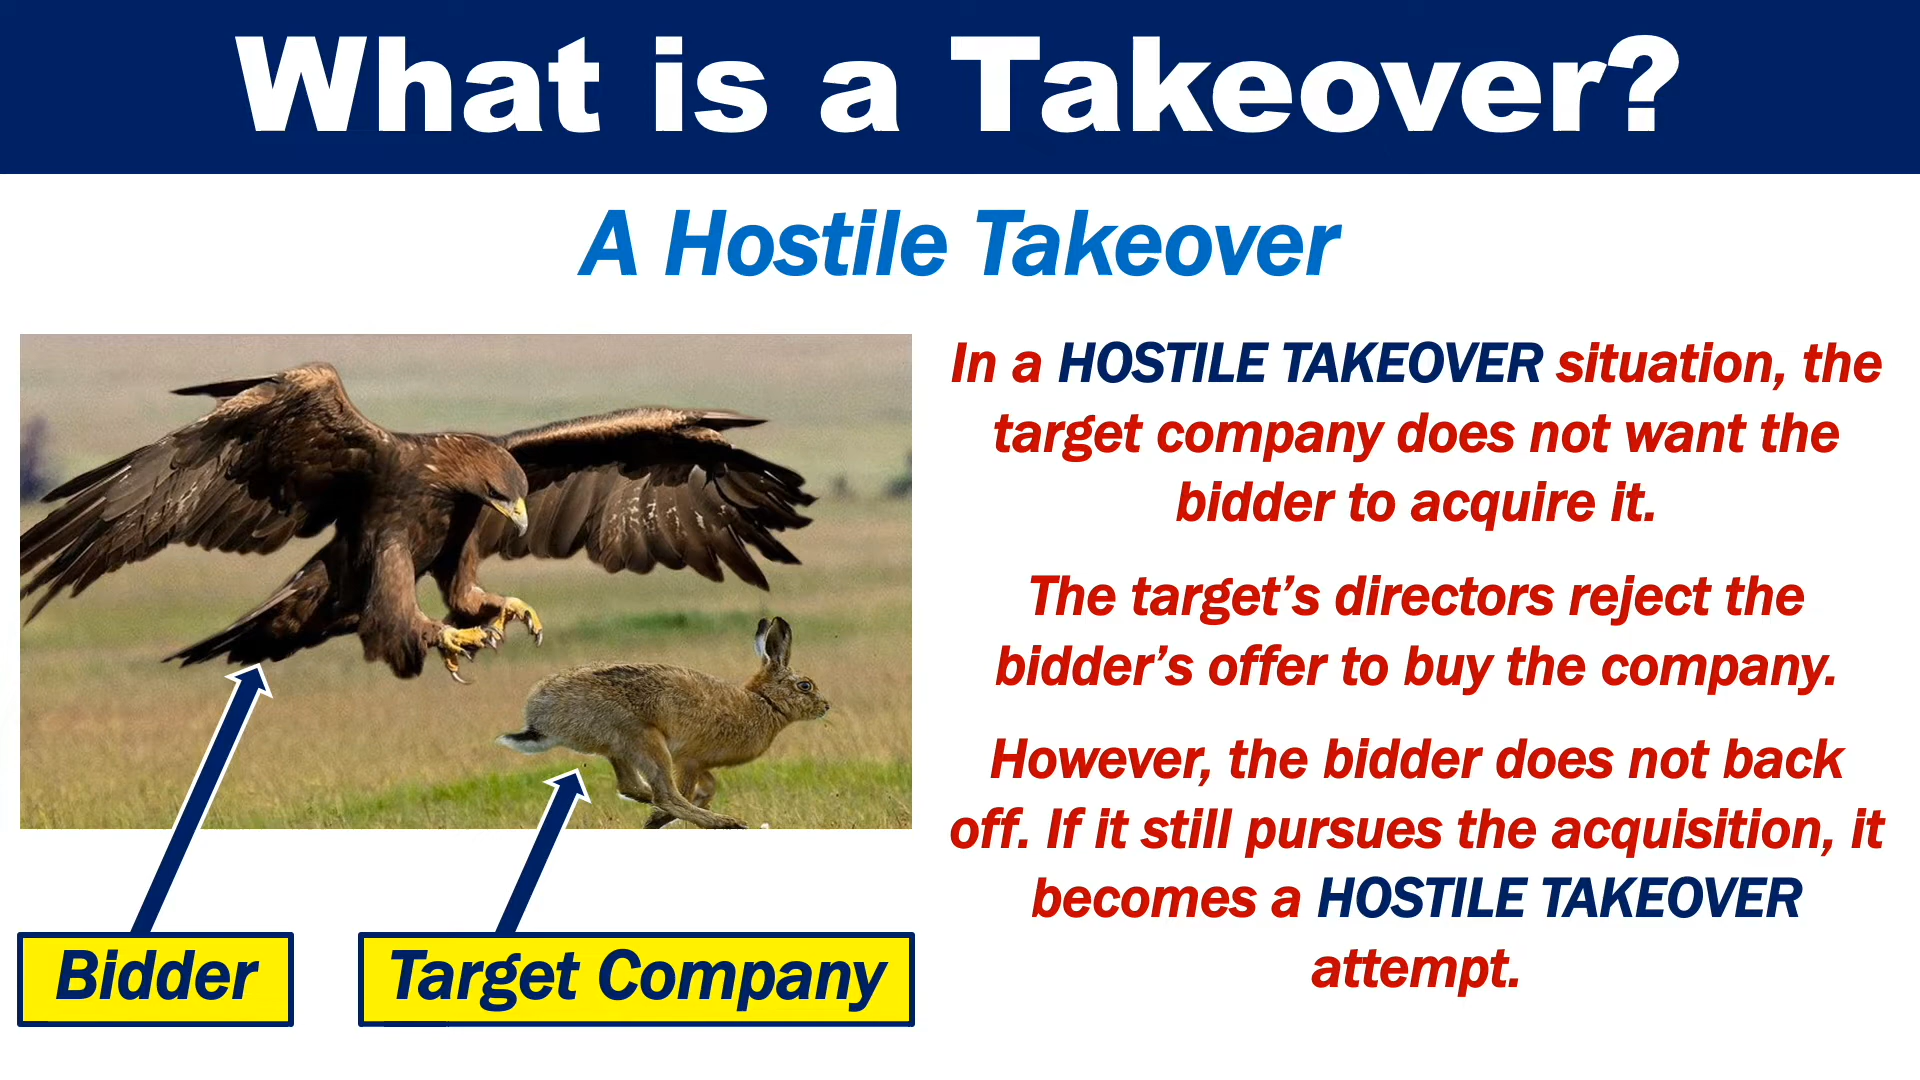 What is a Takeover?
A Hostile Takeover
In a HOSTILE TAKEOVER situation, the
target company does not want the
bidder to acquire it.
The target’s directors reject the
bidder’s offer to buy the company.
However, the bidder does not back
off. If it still pursues the acquisition, it
becomes a HOSTILE TAKEOVER
attempt.
Bidder
Target Company